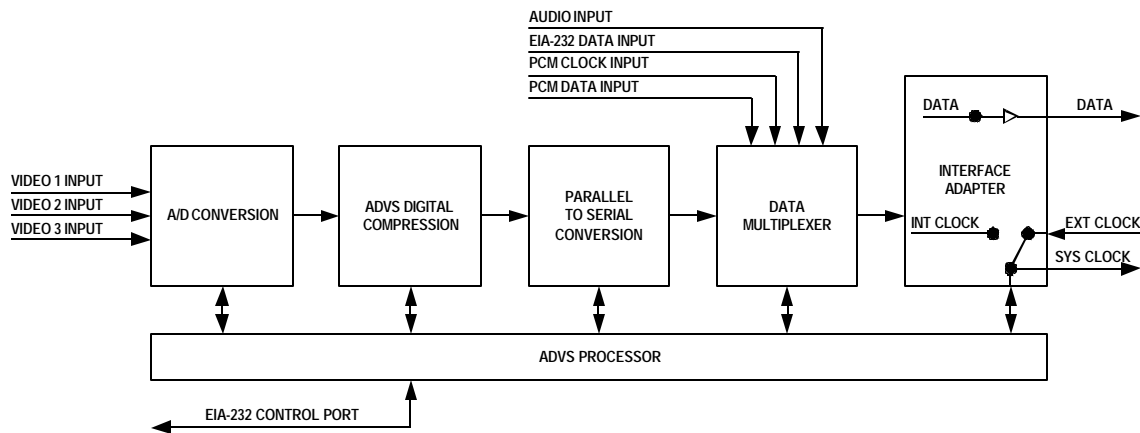 AUDIO INPUT
EIA-232 DATA INPUT
PCM CLOCK INPUT
PCM DATA INPUT
DATA
DATA
VIDEO 1 INPUT
VIDEO 2 INPUT
VIDEO 3 INPUT
A/D CONVERSION
ADVS DIGITAL
COMPRESSION
PARALLEL
TO SERIAL
CONVERSION
DATA
MULTIPLEXER
INTERFACE
ADAPTER
INT CLOCK
EXT CLOCK
SYS CLOCK
ADVS PROCESSOR
EIA-232 CONTROL PORT